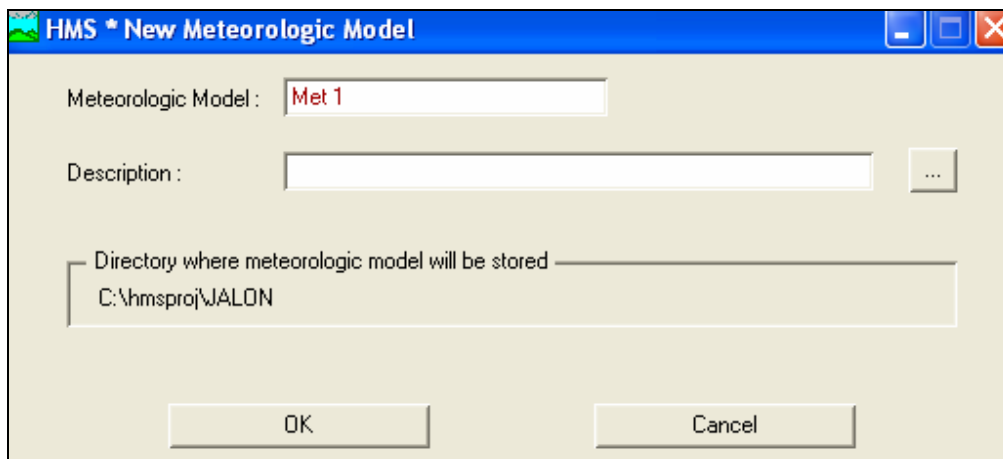 HMS * New Meteorologic Model
Meteorologic Model :
Met 1
Description :
...
Directory where meteorologic model will be stored
C:\hmsproj\JALON
OK
Cancel